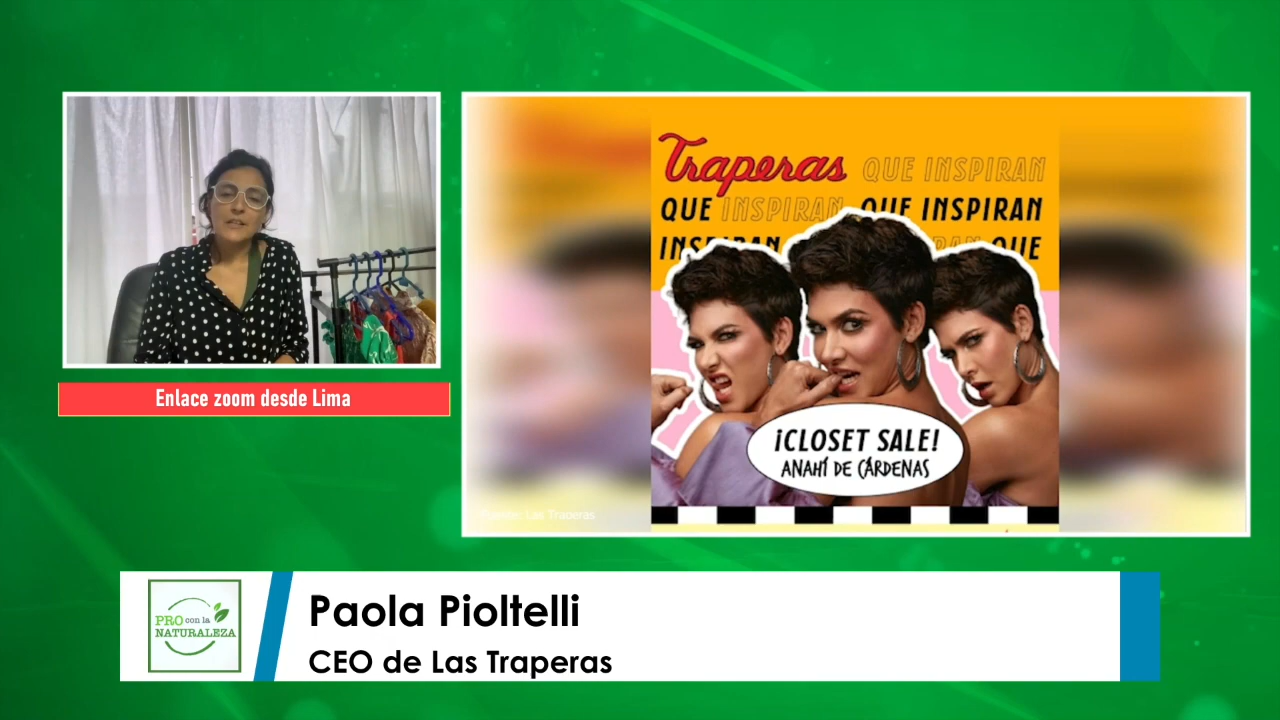 Traperas QUE INSPIRAN
QUE INSPIRAN QUE INSPIRAN
INSPIRAN QUE
¡CLOSET SALE!
ANAHÍ DE CÁRDENAS
Fuente: Las Traperas
Enlace zoom desde Lima
PRO con la
NATURALEZA
Paola Pioltelli
CEO de Las Traperas